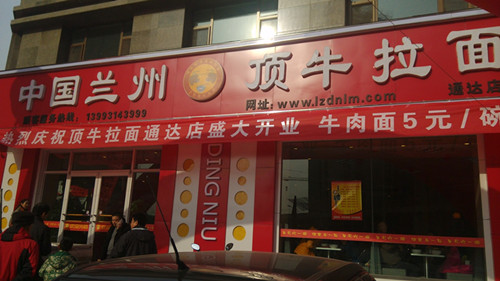 中国兰州
顶牛拉面
13993143999
网址：www.lzdnlm.com
通达店
热烈庆祝顶牛拉面通达店盛大开业 牛肉面5元/碗
DING NIU